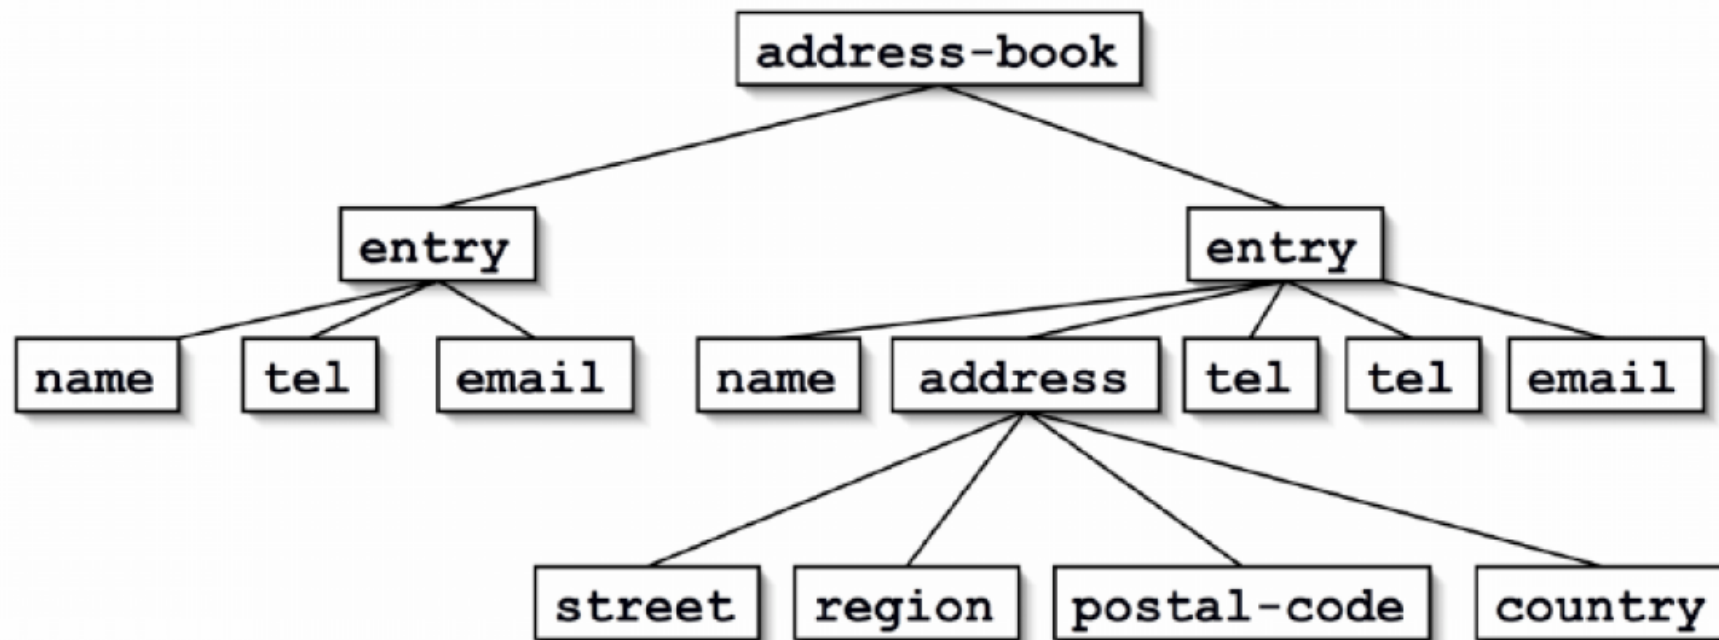 address-book
entry entry
name tel email name address tel tel email
street region postal-code country